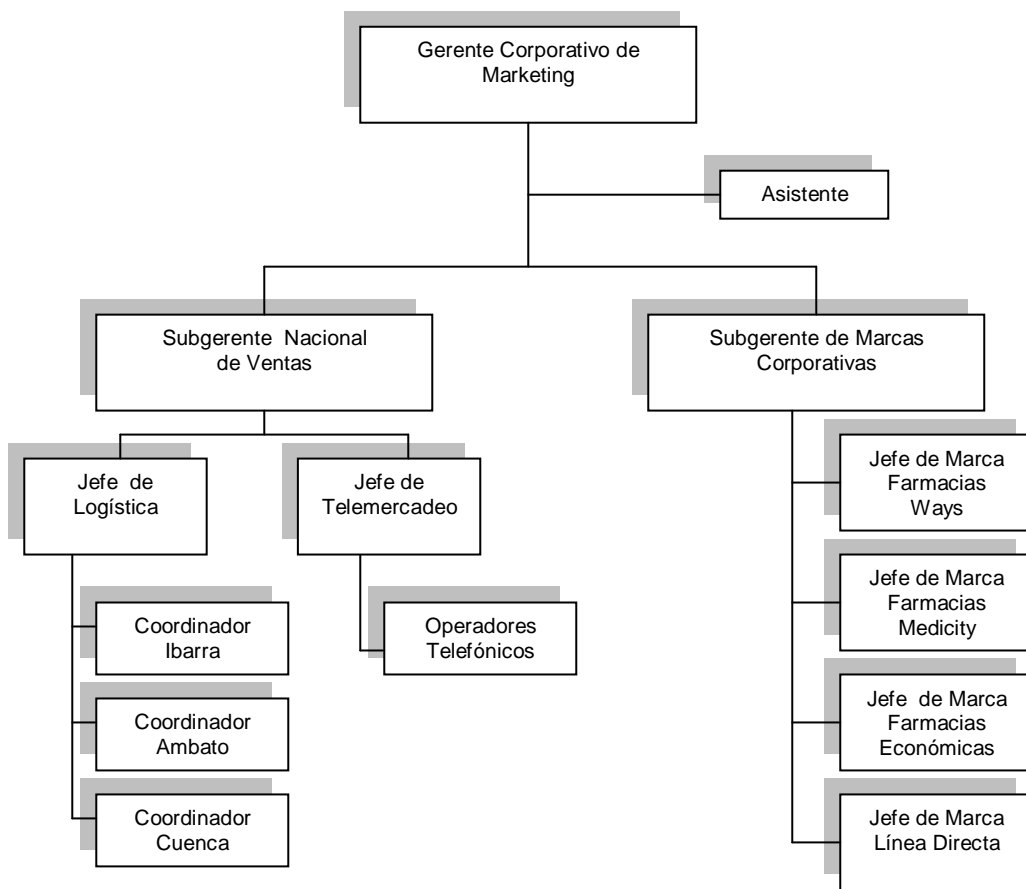 Gerente Corporativo de
Marketing
Asistente
Subgerente Nacional
de Ventas
Subgerente de Marcas
Corporativas
Jefe de
Logística
Jefe de
Telemercadeo
Coordinador
Ibarra
Coordinador
Ambato
Coordinador
Cuenca
Operadores
Telefónicos
Jefe de Marca
Farmacias
Ways
Jefe de Marca
Farmacias
Medicity
Jefe de Marca
Farmacias
Económicas
Jefe de Marca
Línea Directa